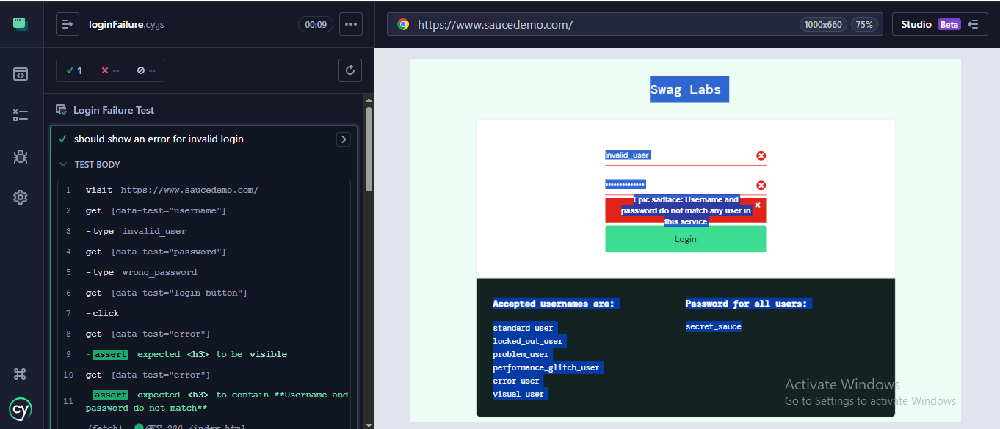 loginFailure.cy.js
00:09
https://www.saucedemo.com/
1000x660
75%
Studio
Beta
1
--
--
Login Failure Test
should show an error for invalid login
TEST BODY
1 visit https://www.saucedemo.com/
2 get [data-test="username"]
3 -type invalid_user
4 get [data-test="password"]
5 -type wrong_password
6 get [data-test="login-button"]
7 -click
8 get [data-test="error"]
9 -assert expected <h3> to be visible
10 get [data-test="error"]
11 -assert expected <h3> to contain **Username and
password do not match**
(fetch) GET 200 /index.html
cy
Swag Labs
invalid_user
••••••••••••••
Epic sadface: Username and
password do not match any user in
this service
Login
Accepted usernames are:
standard_user
locked_out_user
problem_user
performance_glitch_user
error_user
visual_user
Password for all users:
secret_sauce
Activate Windows
Go to Settings to activate Windows.